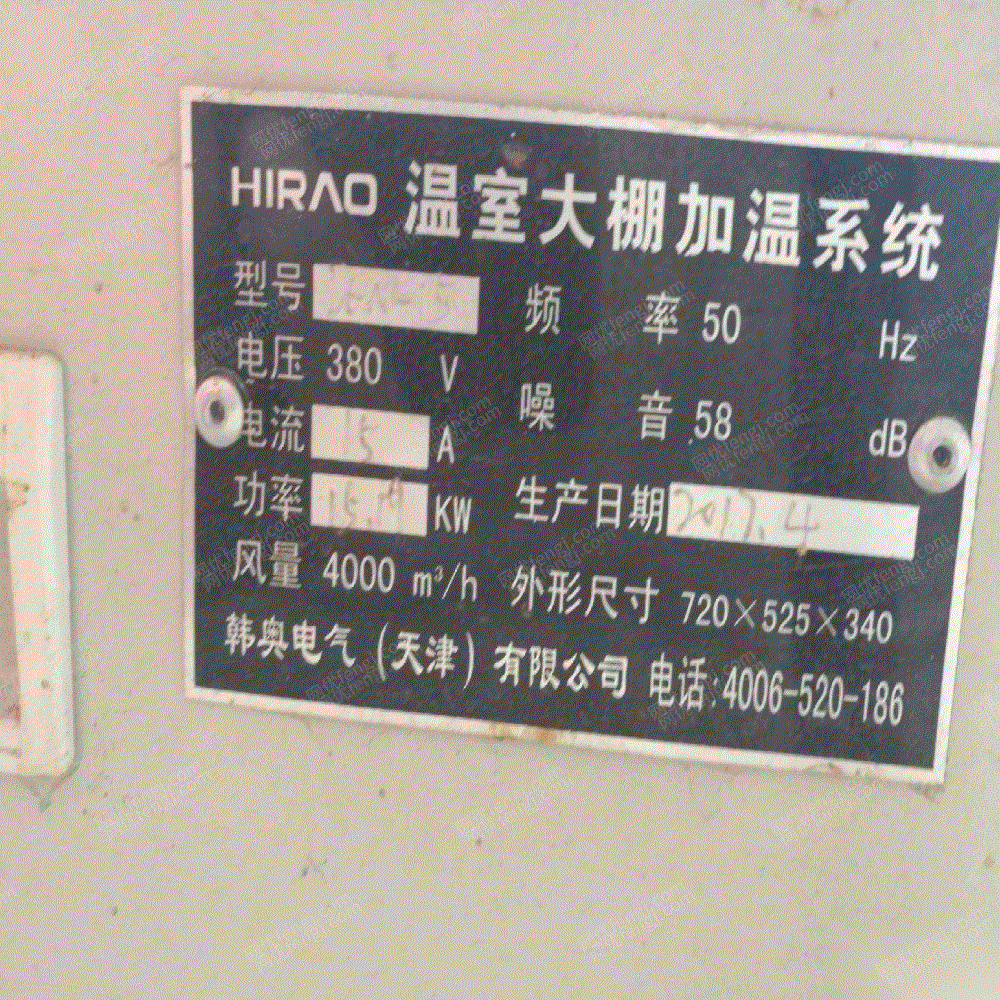 HIRAO 温室大棚加温系统
型号 频率 50 Hz
电压 380 V
噪音 58 dB
电流 15 A
功率 KW
生产日期 2017.4
风量 4000 m³/h 外形尺寸 720×525×340
韩奥电气(天津)有限公司 电话:4006-520-186